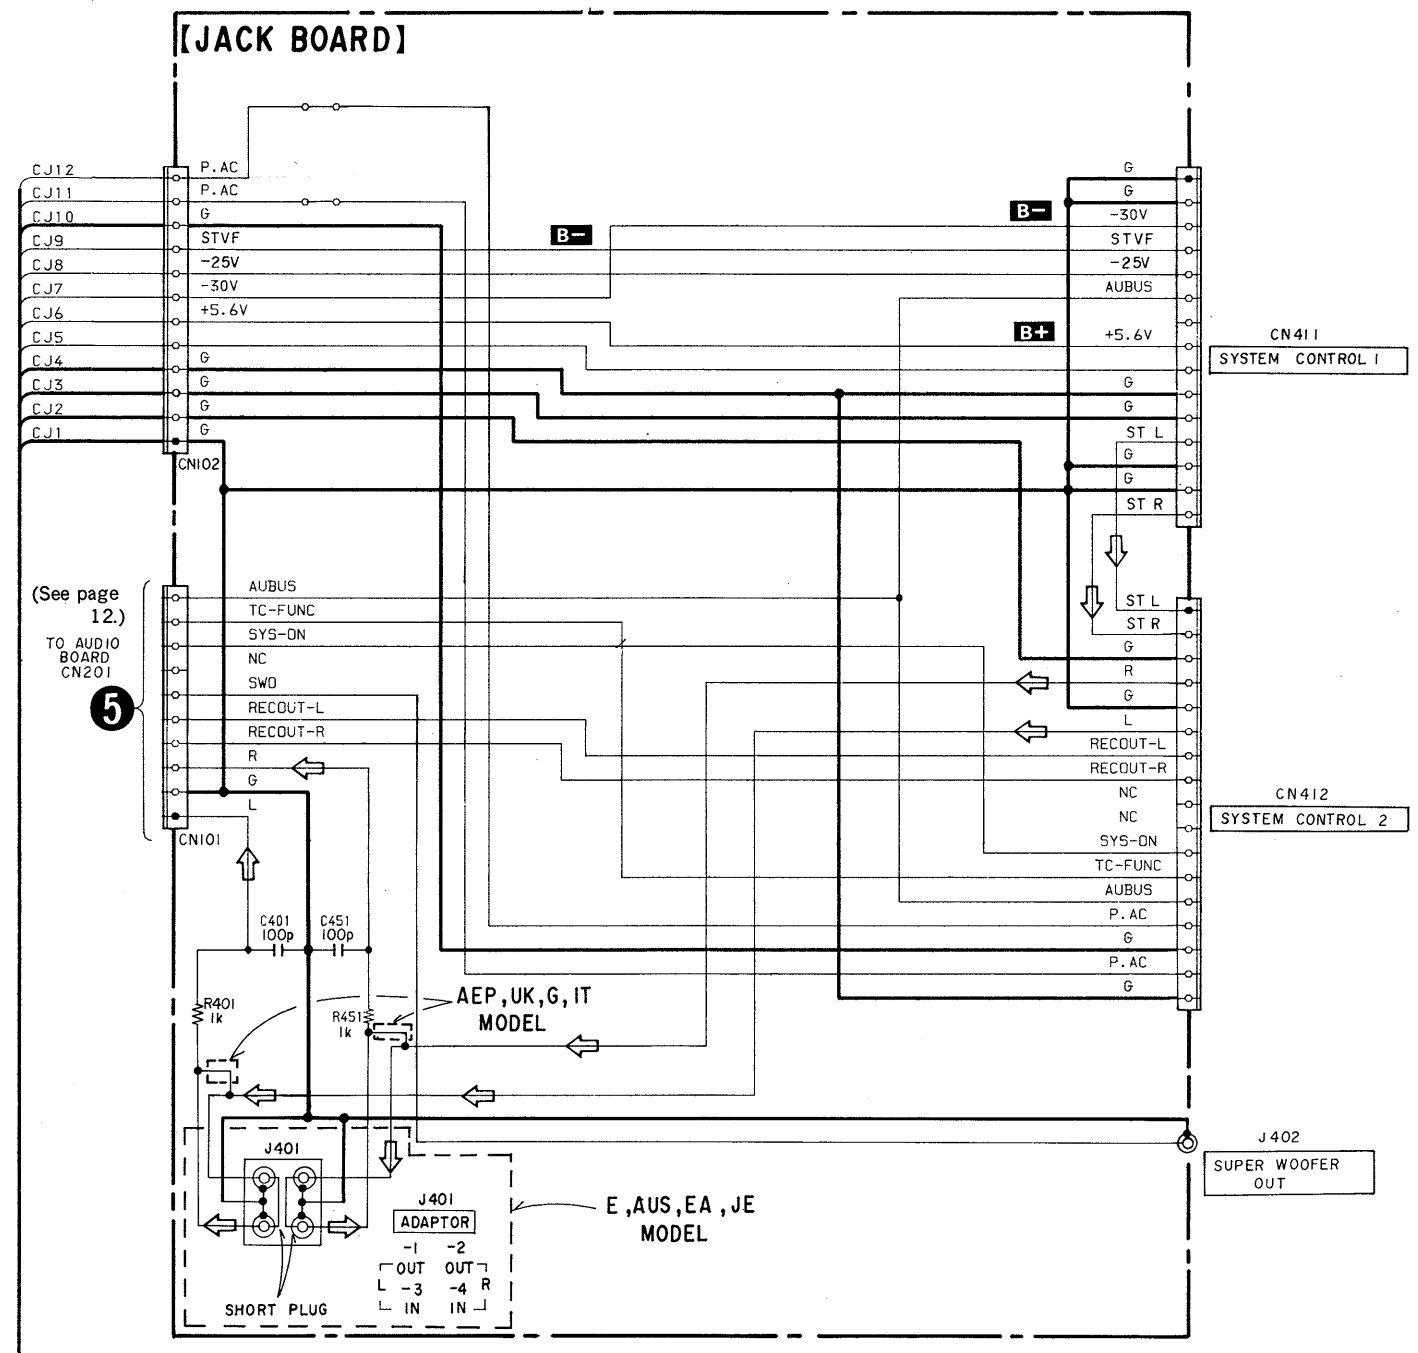 【JACK BOARD】
CJ12
CJ11
CJ10
CJ9
CJ8
CJ7
CJ6
CJ5
CJ4
CJ3
CJ2
CJ1
P.AC
P.AC
G
STVF
-25V
-30V
+5.6V
G
G
G
G
CN102
B-
B-
B+
G
G
-30V
STVF
-25V
AUBUS
+5.6V
G
G
ST L
G
G
ST R
CN411
SYSTEM CONTROL 1
(See page
12.)
TO AUDIO
BOARD
CN201
5
AUBUS
TC-FUNC
SYS-ON
NC
SWO
RECOUT-L
RECOUT-R
R
G
L
CN101
ST L
ST R
G
R
G
L
RECOUT-L
RECOUT-R
NC
NC
SYS-ON
TC-FUNC
AUBUS
P.AC
G
P.AC
G
CN412
SYSTEM CONTROL 2
C401
100p
C451
100p
R401
1k
R451
1k
AEP,UK,G,IT
MODEL
J401
J401
ADAPTOR
-1 -2
OUT OUT
L -3 -4 R
IN IN
SHORT PLUG
E,AUS,EA,JE
MODEL
J402
SUPER WOOFER
OUT